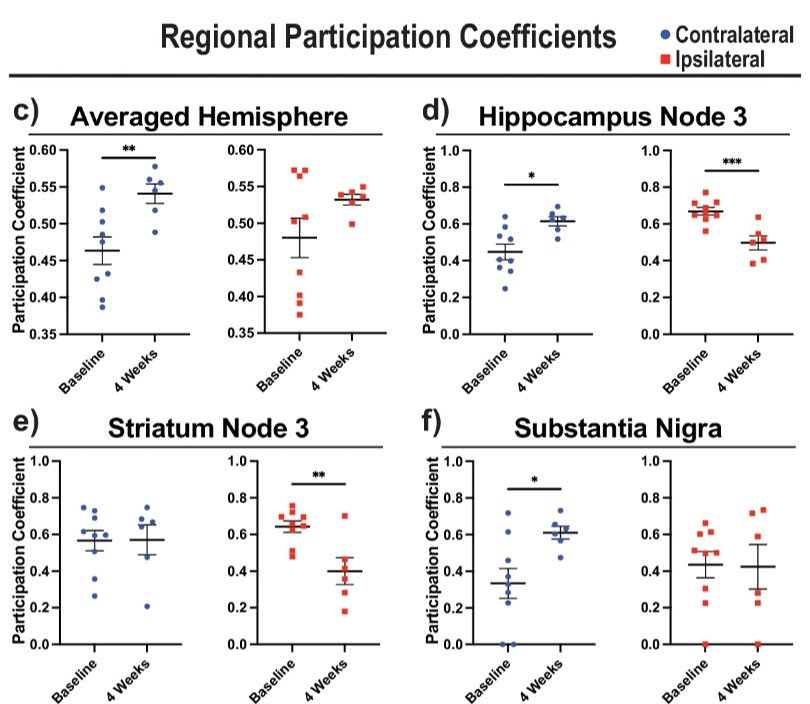 Regional Participation Coefficients
Contralateral
Ipsilateral
c) Averaged Hemisphere
Participation Coefficient
0.60
0.55
0.50
0.45
0.40
0.35
**
Baseline
4 Weeks
0.60
0.55
0.50
0.45
0.40
0.35
Baseline
4 Weeks
d) Hippocampus Node 3
Participation Coefficient
1.0
0.8
0.6
0.4
0.2
0.0
*
Baseline
4 Weeks
1.0
0.8
0.6
0.4
0.2
0.0
***
Baseline
4 Weeks
e) Striatum Node 3
Participation Coefficient
1.0
0.8
0.6
0.4
0.2
0.0
Baseline
4 Weeks
1.0
0.8
0.6
0.4
0.2
0.0
**
Baseline
4 Weeks
f) Substantia Nigra
Participation Coefficient
1.0
0.8
0.6
0.4
0.2
0.0
*
Baseline
4 Weeks
1.0
0.8
0.6
0.4
0.2
0.0
Baseline
4 Weeks